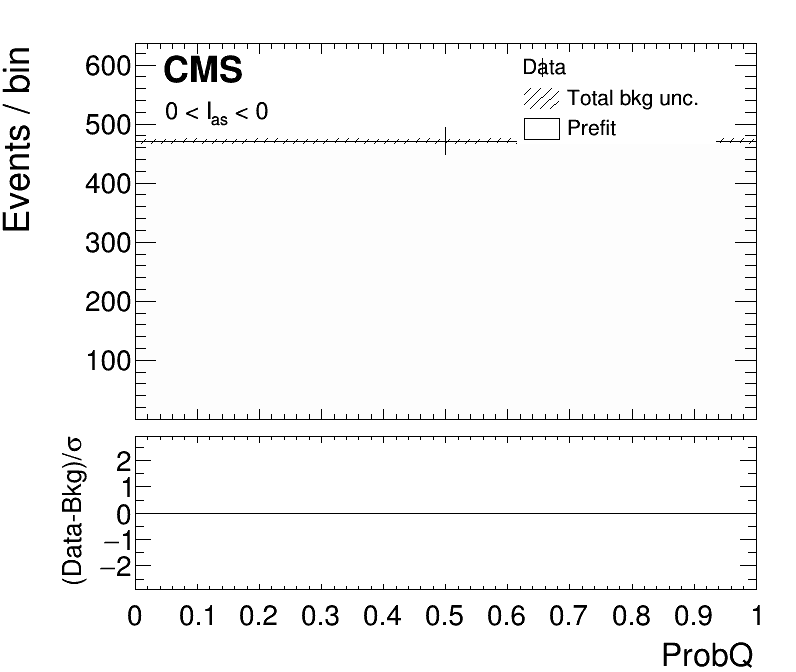 CMS
0 < I_as < 0
Data
Total bkg unc.
Prefit
Events / bin
600
500
400
300
200
100
(Data-Bkg)/σ
2
1
0
−1
−2
0 0.1 0.2 0.3 0.4 0.5 0.6 0.7 0.8 0.9 1
ProbQ